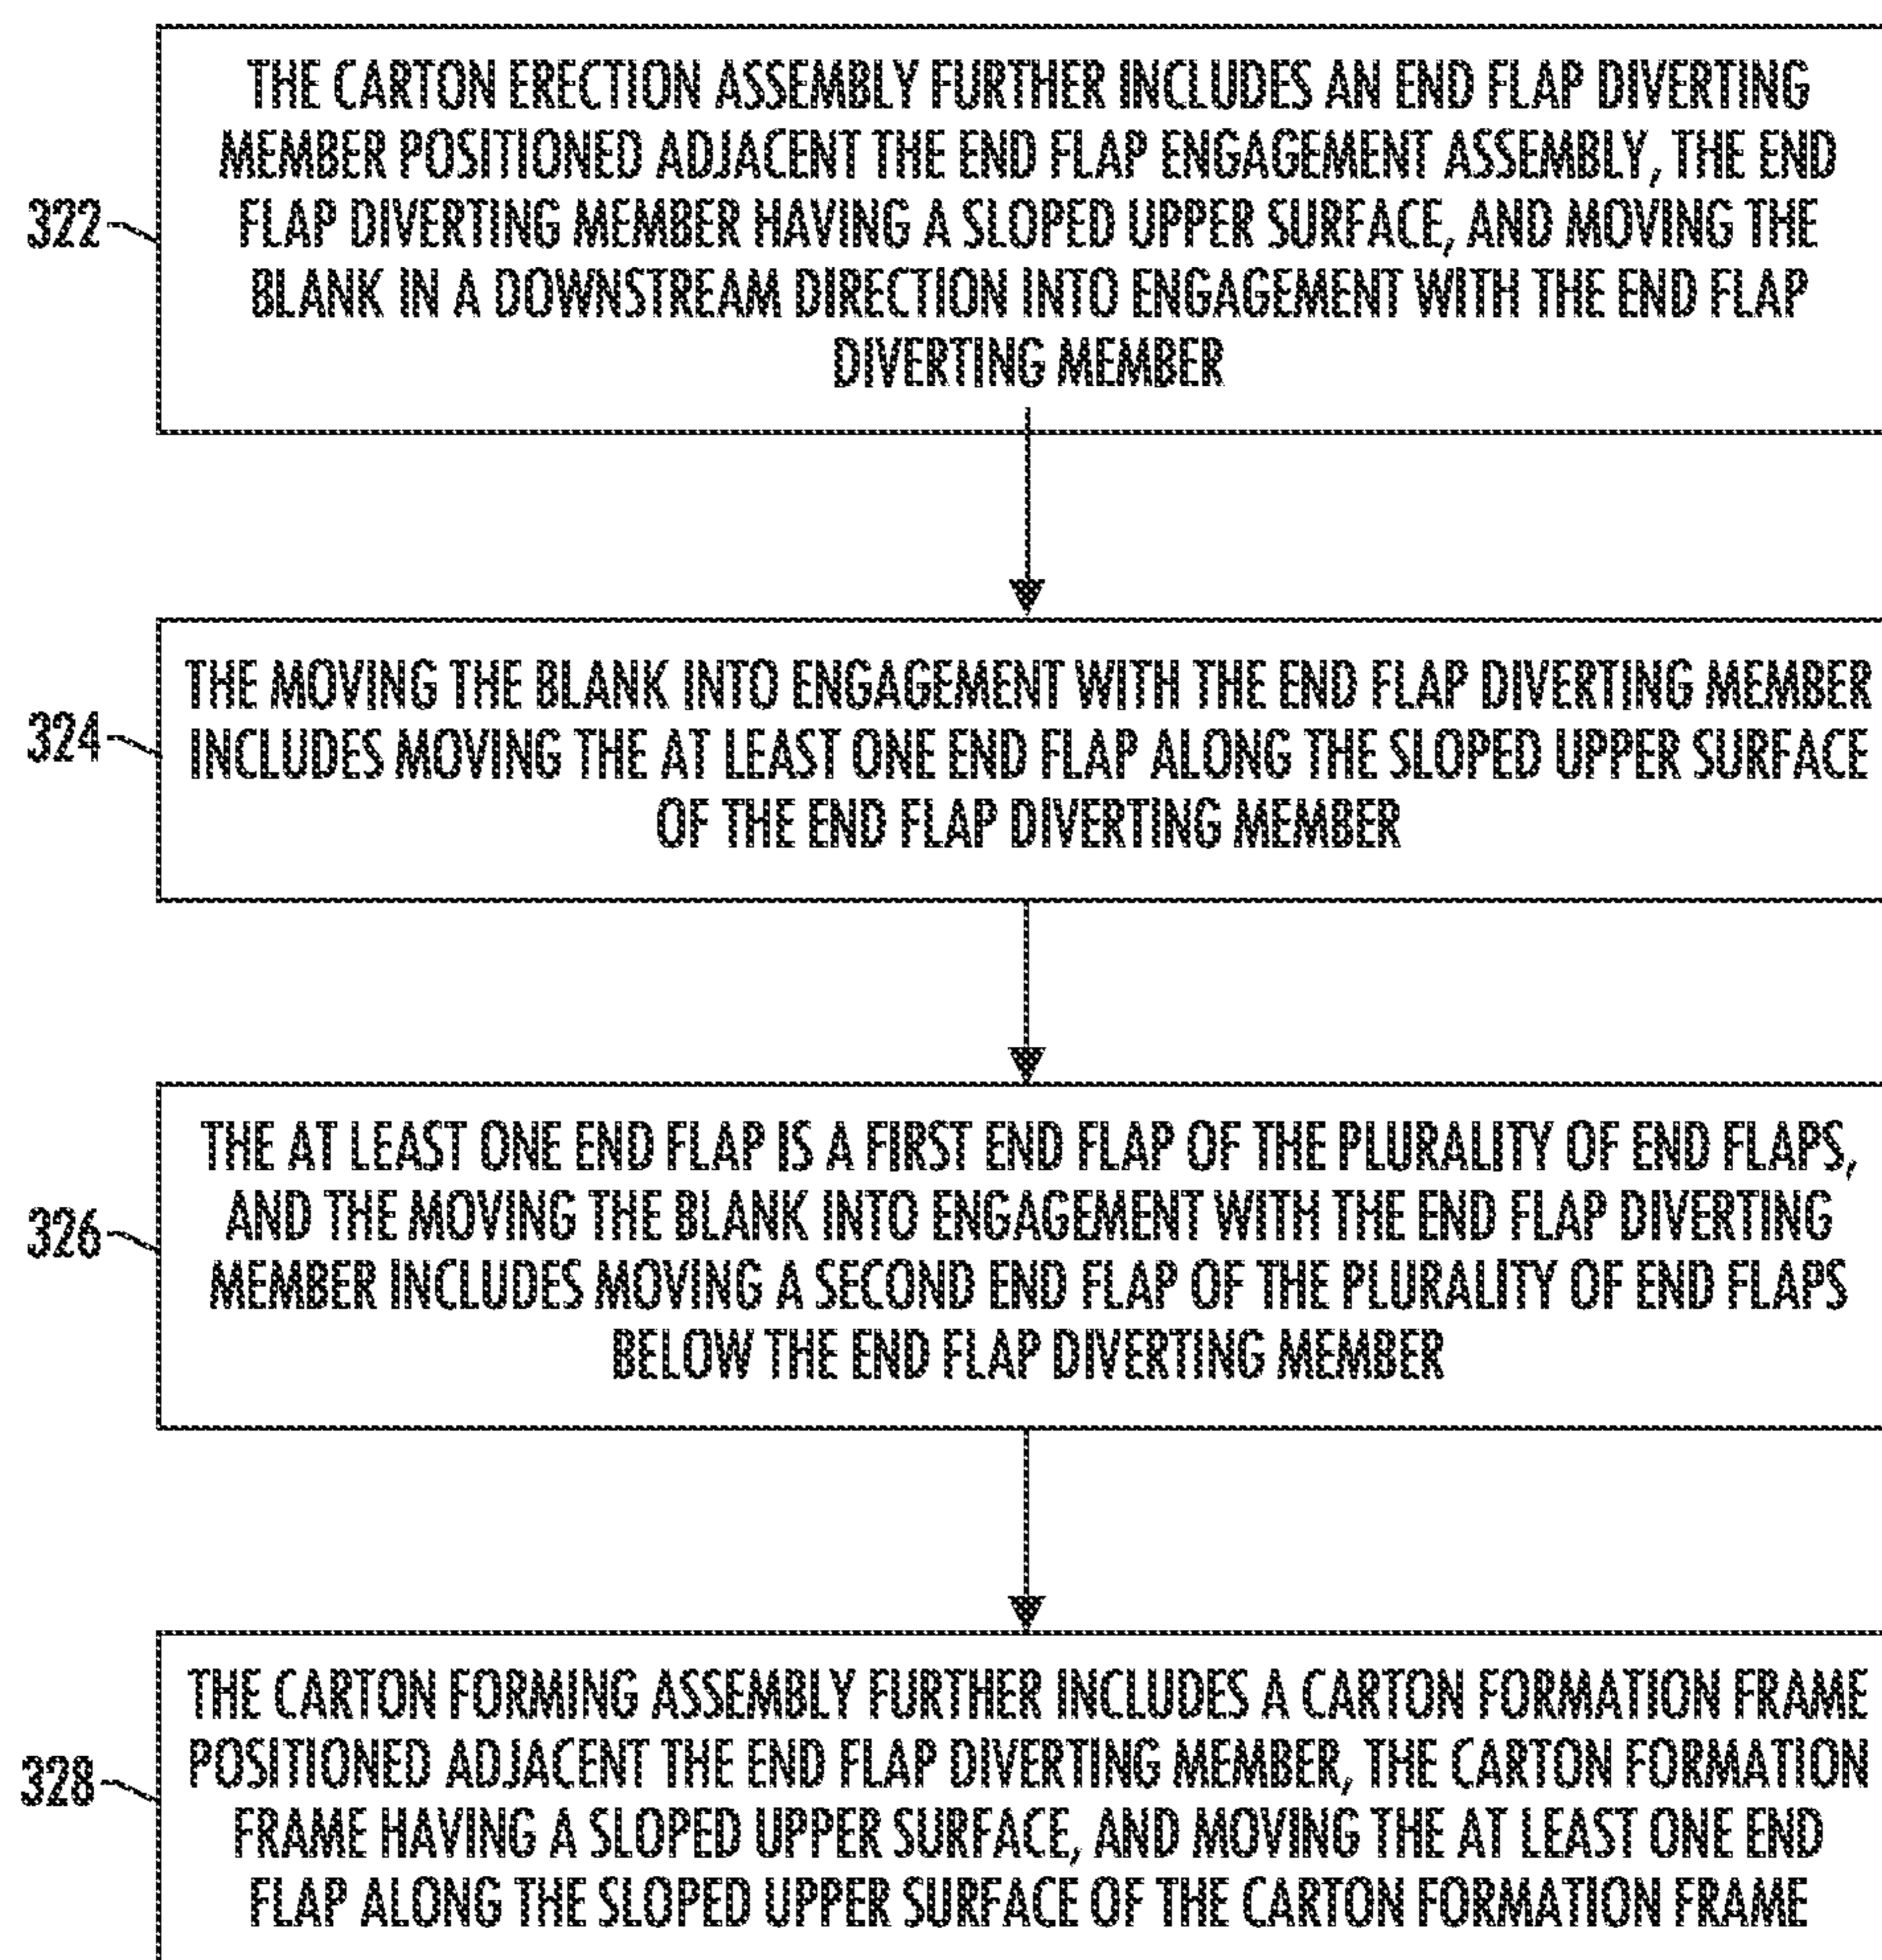 THE CARTON ERECTION ASSEMBLY FURTHER INCLUDES AN END FLAP DIVERTING
MEMBER POSITIONED ADJACENT THE END FLAP ENGAGEMENT ASSEMBLY, THE END
322
FLAP DIVERTING MEMBER HAVING A SLOPED UPPER SURFACE, AND MOVING THE
BLANK IN A DOWNSTREAM DIRECTION INTO ENGAGEMENT WITH THE END FLAP
DIVERTING MEMBER
THE MOVING THE BLANK INTO ENGAGEMENT WITH THE END FLAP DIVERTING MEMBER
324
INCLUDES MOVING THE AT LEAST ONE END FLAP ALONG THE SLOPED UPPER SURFACE
OF THE END FLAP DIVERTING MEMBER
THE AT LEAST ONE END FLAP IS A FIRST END FLAP OF THE PLURALITY OF END FLAPS,
AND THE MOVING THE BLANK INTO ENGAGEMENT WITH THE END FLAP DIVERTING
326
MEMBER INCLUDES MOVING A SECOND END FLAP OF THE PLURALITY OF END FLAPS
BELOW THE END FLAP DIVERTING MEMBER
THE CARTON FORMING ASSEMBLY FURTHER INCLUDES A CARTON FORMATION FRAME
POSITIONED ADJACENT THE END FLAP DIVERTING MEMBER, THE CARTON FORMATION
328
FRAME HAVING A SLOPED UPPER SURFACE, AND MOVING THE AT LEAST ONE END
FLAP ALONG THE SLOPED UPPER SURFACE OF THE CARTON FORMATION FRAME